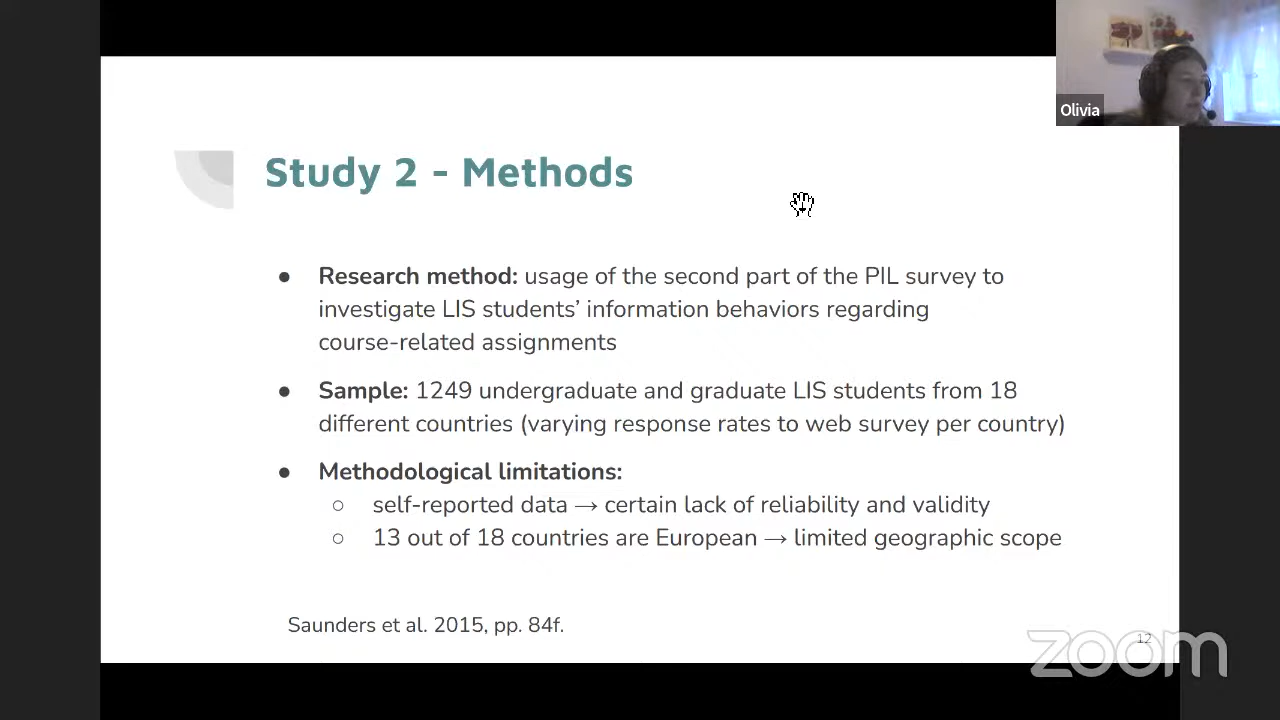 Olivia
Study 2 - Methods
● Research method: usage of the second part of the PIL survey to
investigate LIS students’ information behaviors regarding
course-related assignments
● Sample: 1249 undergraduate and graduate LIS students from 18
different countries (varying response rates to web survey per country)
● Methodological limitations:
○ self-reported data → certain lack of reliability and validity
○ 13 out of 18 countries are European → limited geographic scope
Saunders et al. 2015, pp. 84f.
12
zoom